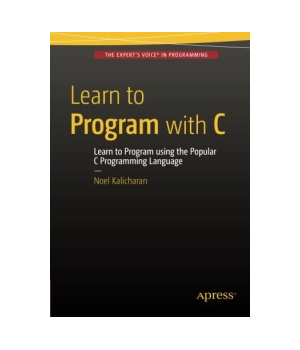 THE EXPERT'S VOICE® IN PROGRAMMING
Learn to
Program with C
Learn to Program using the Popular
C Programming Language
—
Noel Kalicharan
Apress®